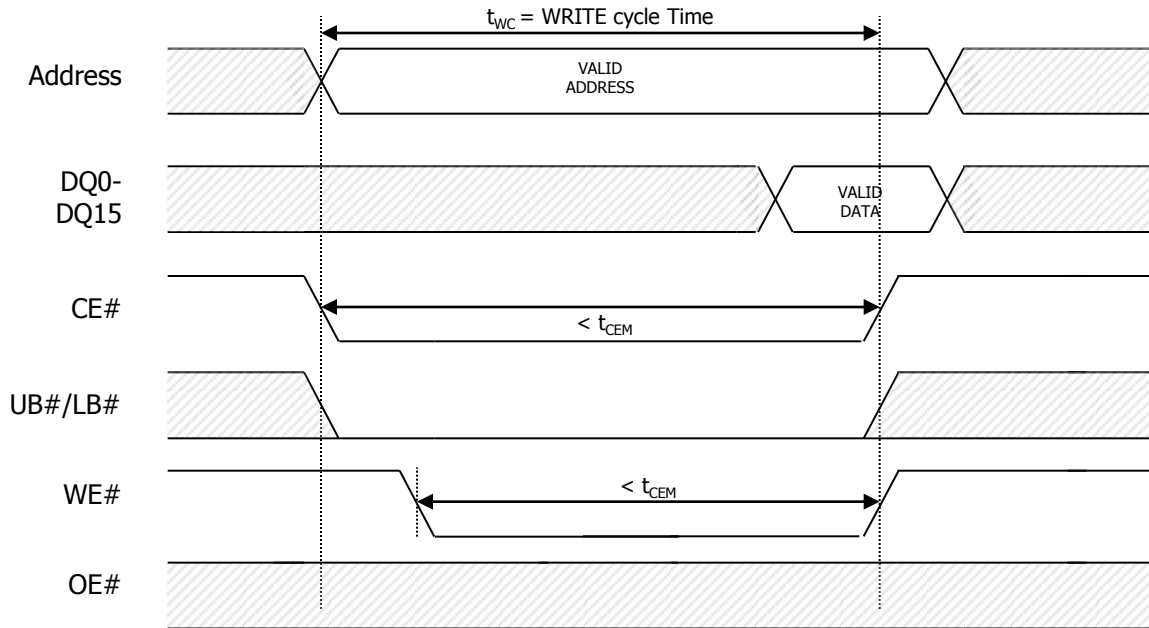 tWC = WRITE cycle Time
Address
VALID
ADDRESS
DQ0-
DQ15
VALID
DATA
CE#
< tCEM
UB#/LB#
WE#
< tCEM
OE#